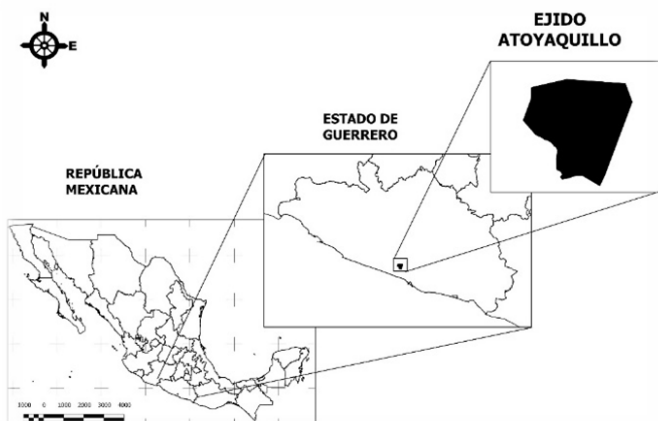 N
E
EJIDO
ATOYAQUILLO
ESTADO DE
GUERRERO
REPÚBLICA
MEXICANA
1000 0 1000 2000 3000 4000